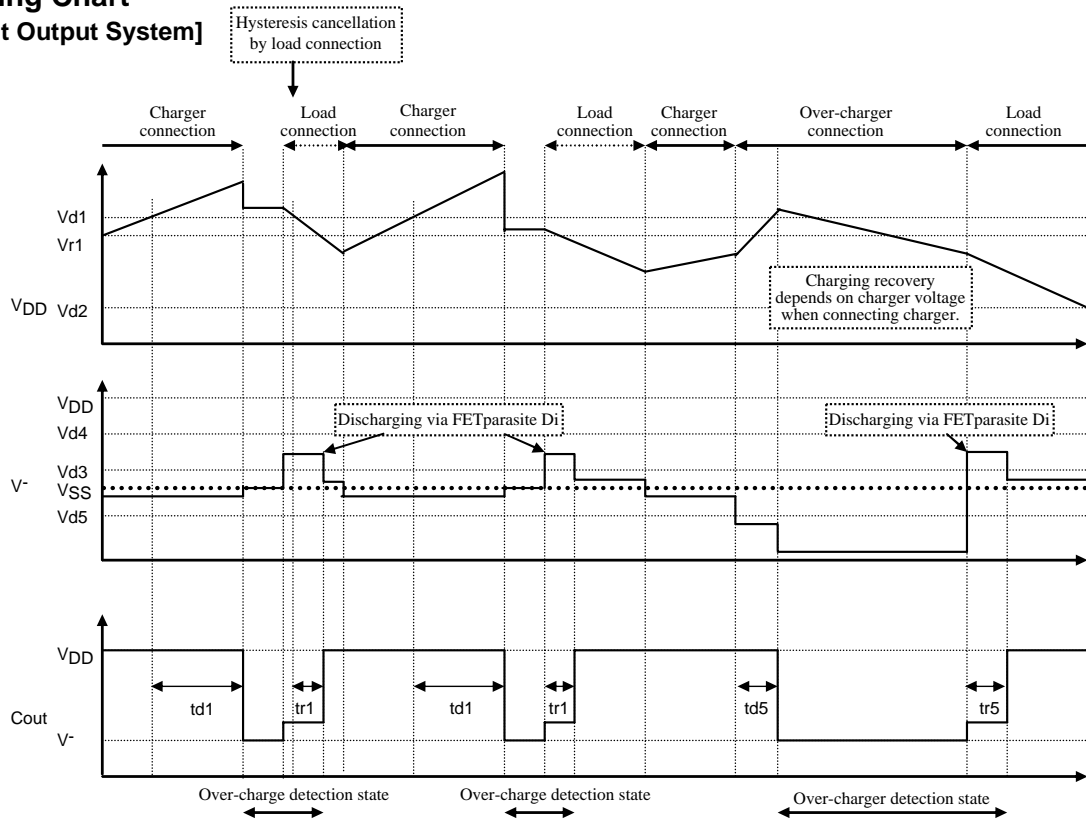 ing Chart
t Output System]
Hysteresis cancellation
by load connection
Charger
connection
Load
connection
Charger
connection
Load
connection
Charger
connection
Over-charger
connection
Load
connection
Vd1
Vr1
VDD
Vd2
Charging recovery
depends on charger voltage
when connecting charger.
VDD
Vd4
Vd3
V-
VSS
Vd5
Discharging via FETparasite Di
Discharging via FETparasite Di
VDD
Cout
V-
td1
tr1
td1
tr1
td5
tr5
Over-charge detection state
Over-charge detection state
Over-charger detection state